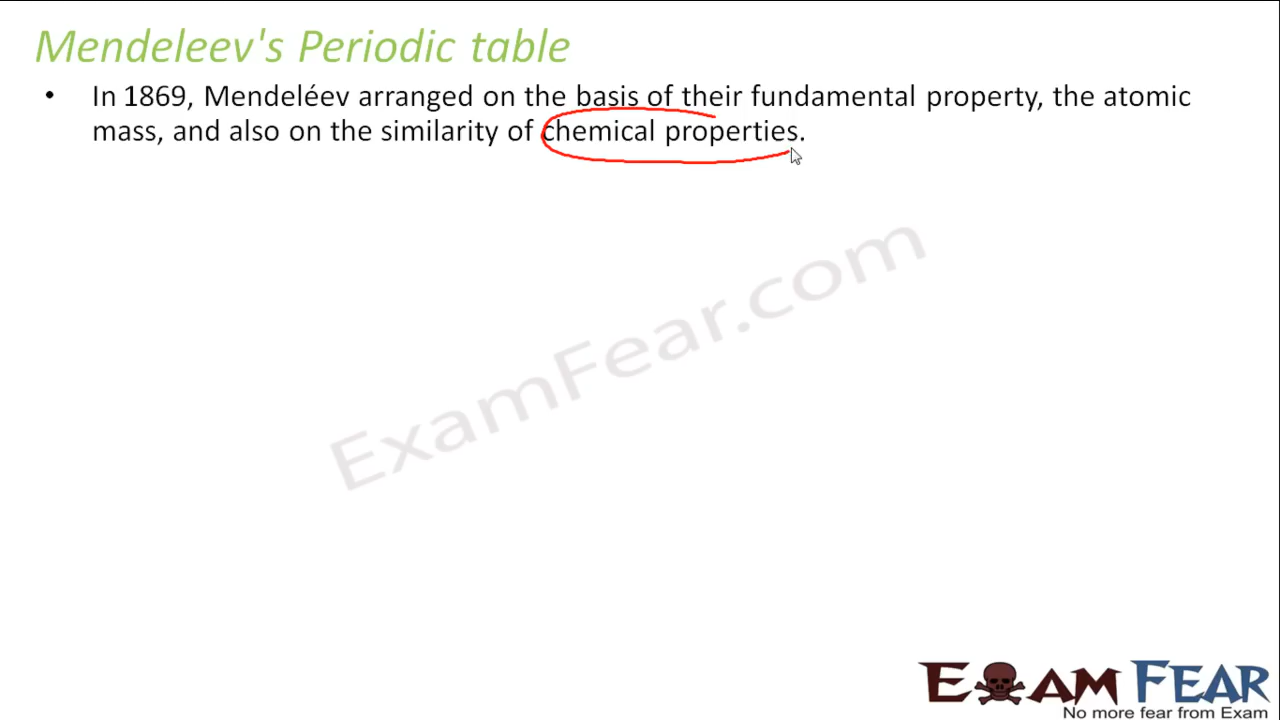 Mendeleev's Periodic table
• In 1869, Mendeléev arranged on the basis of their fundamental property, the atomic
mass, and also on the similarity of chemical properties.
ExamFear.com
EXAM FEAR
No more fear from Exam